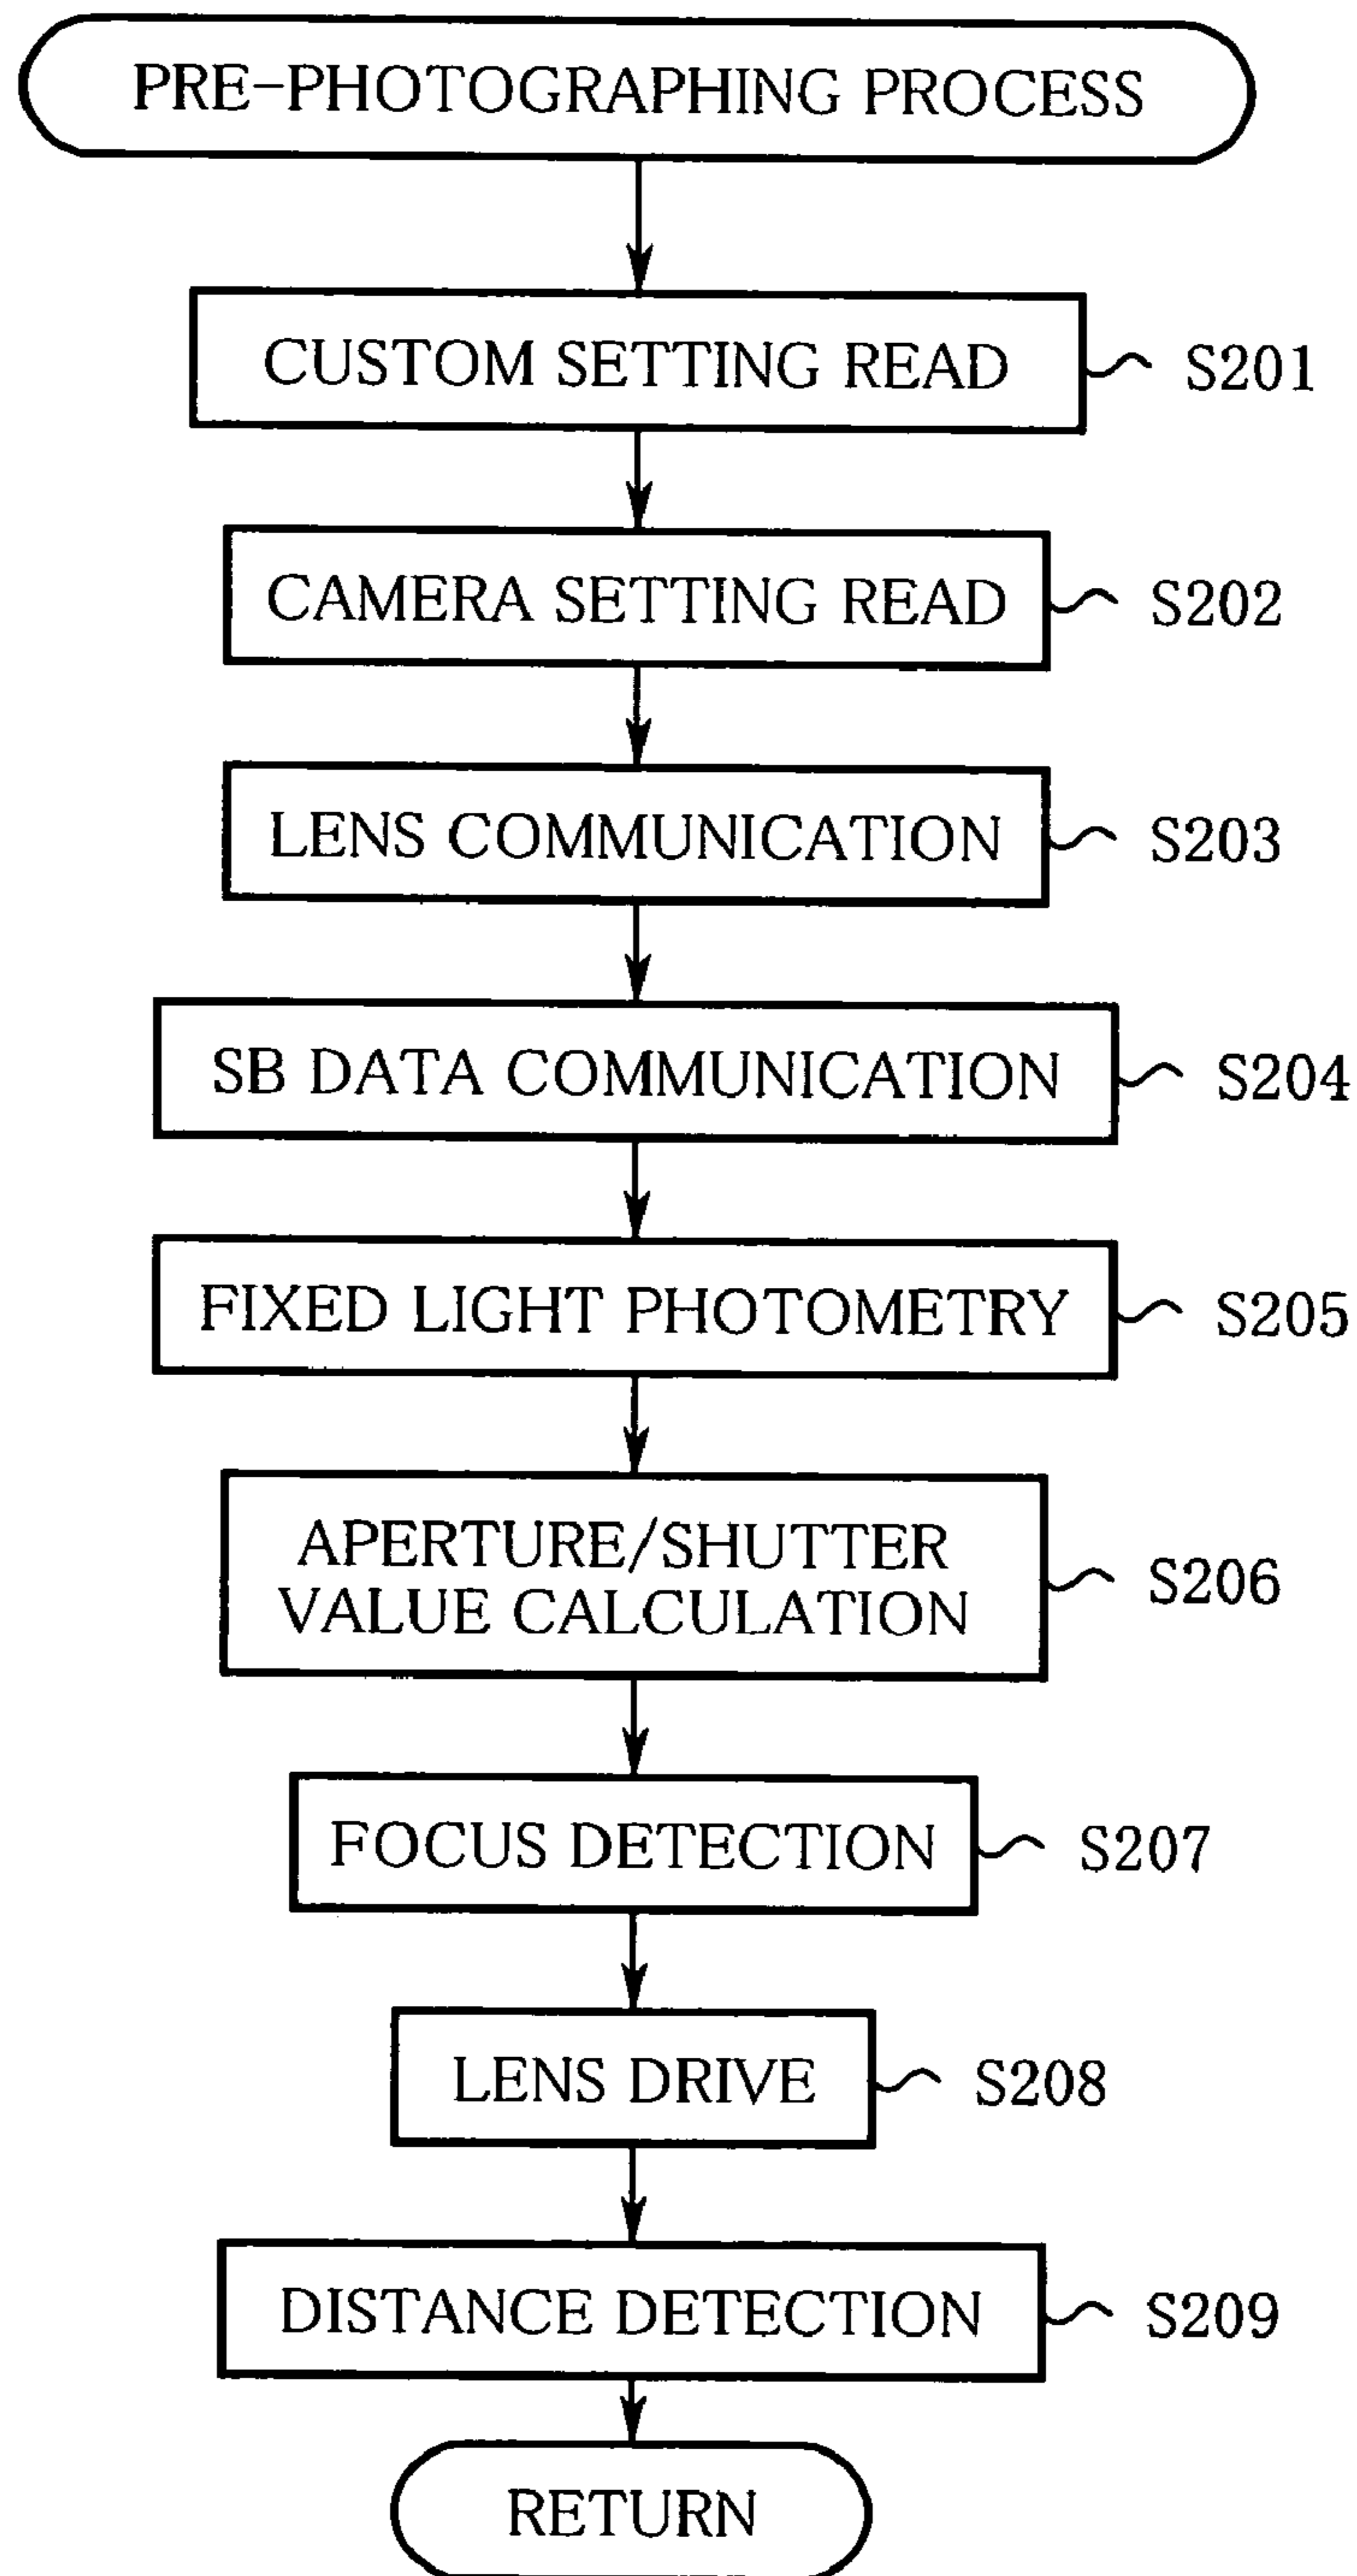 PRE-PHOTOGRAPHING PROCESS
CUSTOM SETTING READ
S201
CAMERA SETTING READ
S202
LENS COMMUNICATION
S203
SB DATA COMMUNICATION
S204
FIXED LIGHT PHOTOMETRY
S205
APERTURE/SHUTTER
VALUE CALCULATION
S206
FOCUS DETECTION
S207
LENS DRIVE
S208
DISTANCE DETECTION
S209
RETURN